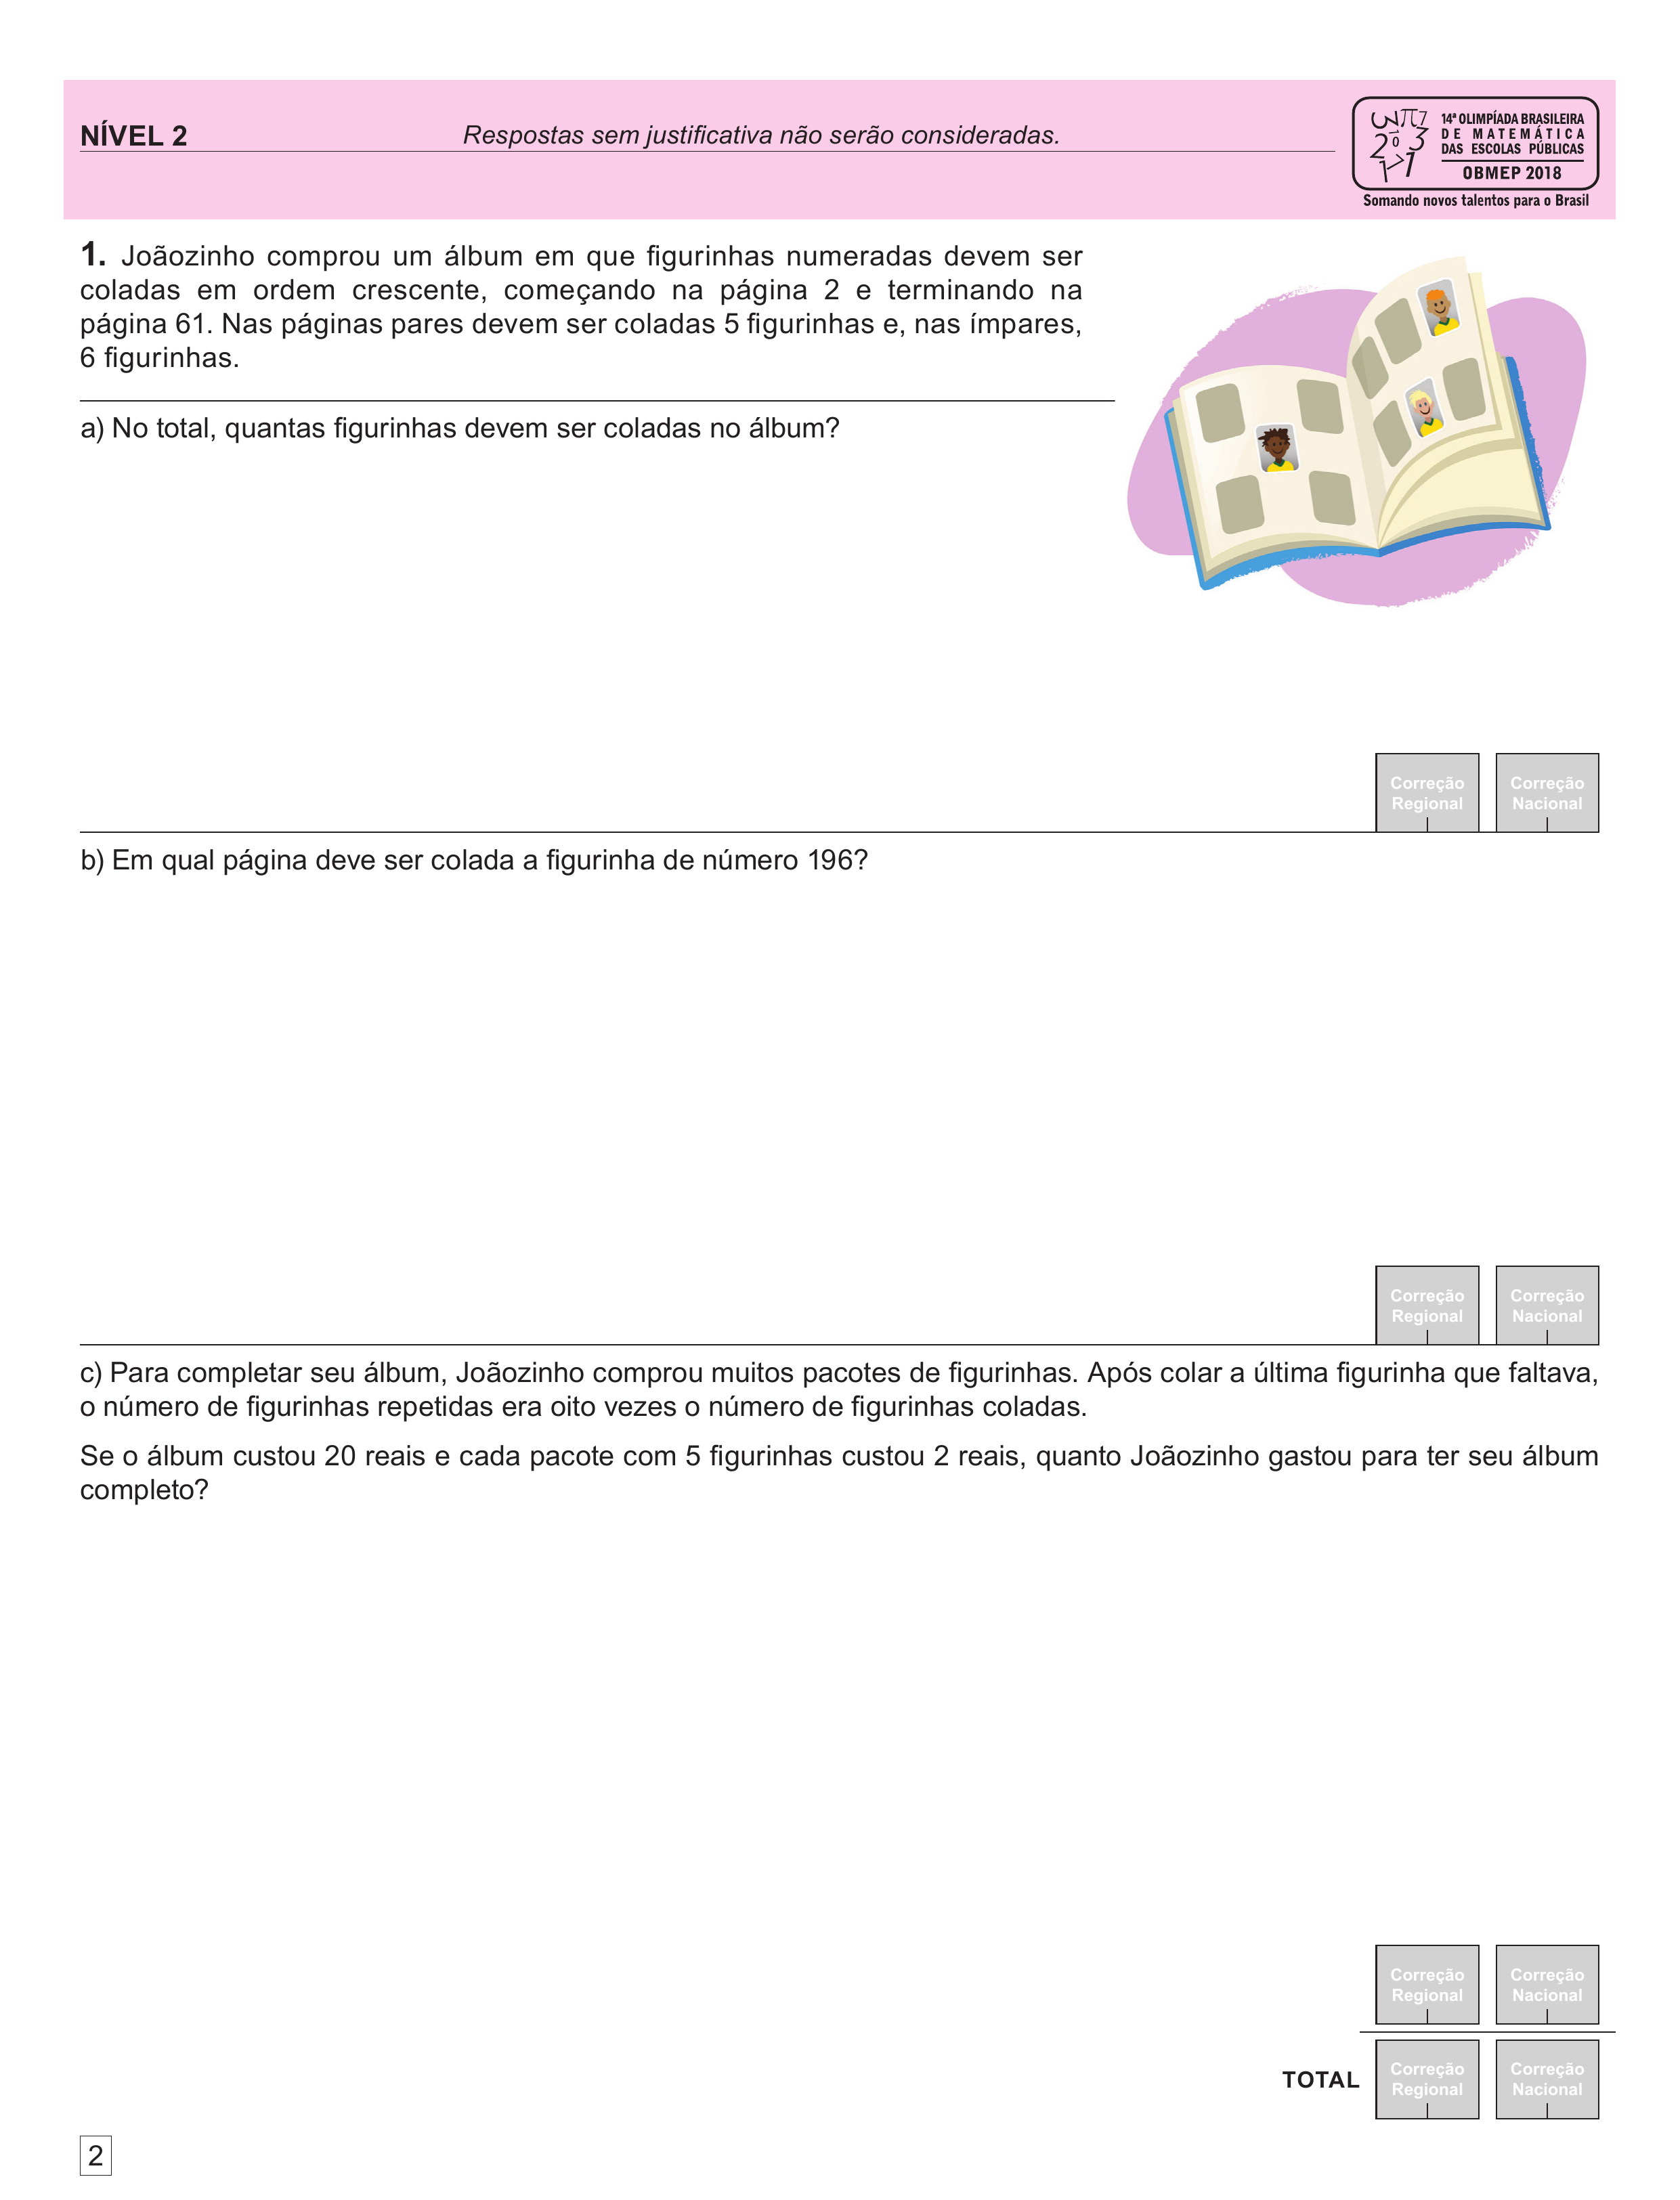 NÍVEL 2
Respostas sem justificativa não serão consideradas.
14ª OLIMPÍADA BRASILEIRA
DE MATEMÁTICA
DAS ESCOLAS PÚBLICAS
OBMEP 2018
Somando novos talentos para o Brasil
1. Joãozinho comprou um álbum em que figurinhas numeradas devem ser
coladas em ordem crescente, começando na página 2 e terminando na
página 61. Nas páginas pares devem ser coladas 5 figurinhas e, nas ímpares,
6 figurinhas.
a) No total, quantas figurinhas devem ser coladas no álbum?
Correção
Regional
Correção
Nacional
b) Em qual página deve ser colada a figurinha de número 196?
Correção
Regional
Correção
Nacional
c) Para completar seu álbum, Joãozinho comprou muitos pacotes de figurinhas. Após colar a última figurinha que faltava,
o número de figurinhas repetidas era oito vezes o número de figurinhas coladas.
Se o álbum custou 20 reais e cada pacote com 5 figurinhas custou 2 reais, quanto Joãozinho gastou para ter seu álbum
completo?
Correção
Regional
Correção
Nacional
TOTAL
Correção
Regional
Correção
Nacional
2